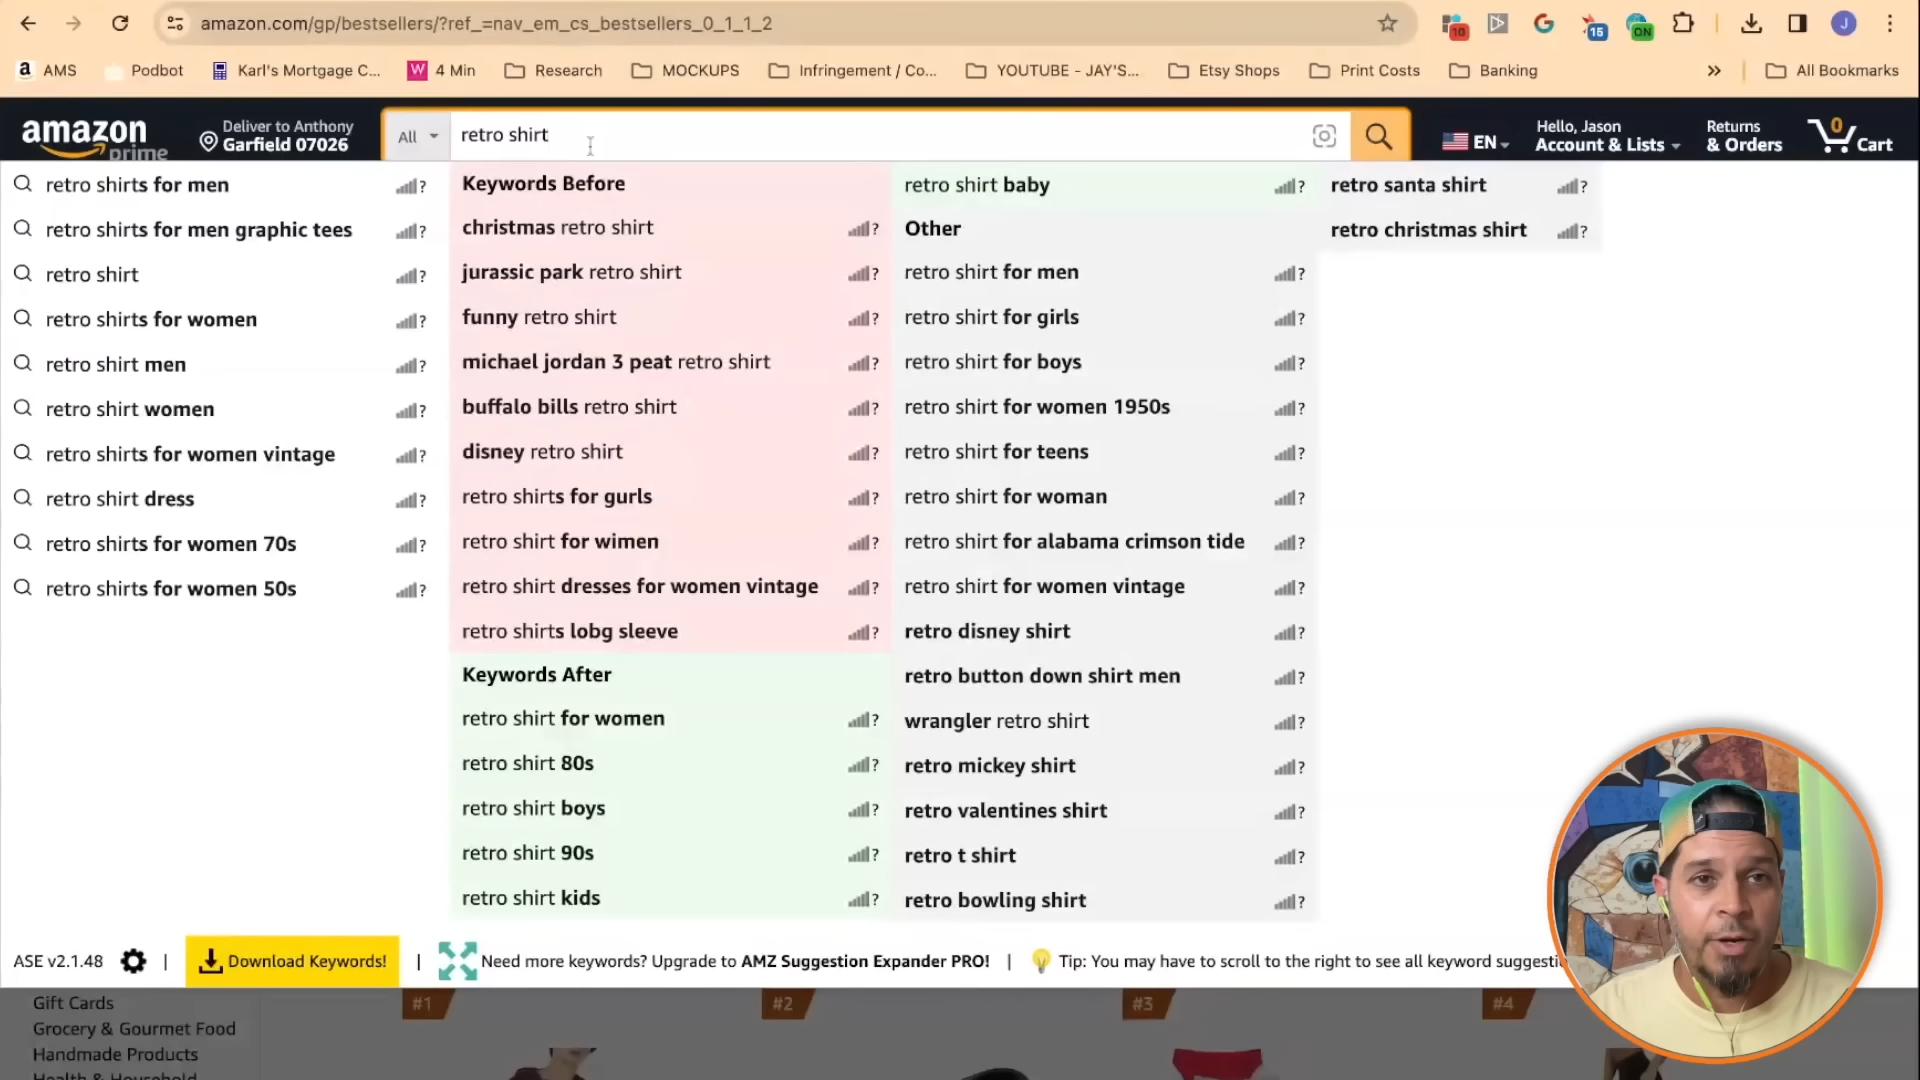 amazon.com/gp/bestsellers/?ref_=nav_em_cs_bestsellers_0_1_1_2
10
G
15
ON
J
a AMS
Podbot
Karl's Mortgage C...
W 4 Min
Research
MOCKUPS
Infringement / Co...
YOUTUBE - JAY'S...
Etsy Shops
Print Costs
Banking
»
All Bookmarks
amazon
prime
Deliver to Anthony
Garfield 07026
All
retro shirt
EN
Hello, Jason
Account & Lists
Returns
& Orders
0
Cart
retro shirts for men ?
retro shirts for men graphic tees ?
retro shirt ?
retro shirts for women ?
retro shirt men ?
retro shirt women ?
retro shirts for women vintage ?
retro shirt dress ?
retro shirts for women 70s ?
retro shirts for women 50s ?
Keywords Before
christmas retro shirt ?
jurassic park retro shirt ?
funny retro shirt ?
michael jordan 3 peat retro shirt ?
buffalo bills retro shirt ?
disney retro shirt ?
retro shirts for gurls ?
retro shirt for wimen ?
retro shirt dresses for women vintage ?
retro shirts lobg sleeve ?
Keywords After
retro shirt for women ?
retro shirt 80s ?
retro shirt boys ?
retro shirt 90s ?
retro shirt kids ?
retro shirt baby ?
Other
retro shirt for men ?
retro shirt for girls ?
retro shirt for boys ?
retro shirt for women 1950s ?
retro shirt for teens ?
retro shirt for woman ?
retro shirt for alabama crimson tide ?
retro shirt for women vintage ?
retro disney shirt ?
retro button down shirt men ?
wrangler retro shirt ?
retro mickey shirt ?
retro valentines shirt ?
retro t shirt ?
retro bowling shirt ?
retro santa shirt ?
retro christmas shirt ?
ASE v2.1.48 |
Download Keywords!
| Need more keywords? Upgrade to AMZ Suggestion Expander PRO! | Tip: You may have to scroll to the right to see all keyword suggesti
Gift Cards
Grocery & Gourmet Food
Handmade Products
Health & Household
#1
#2
#3
#4